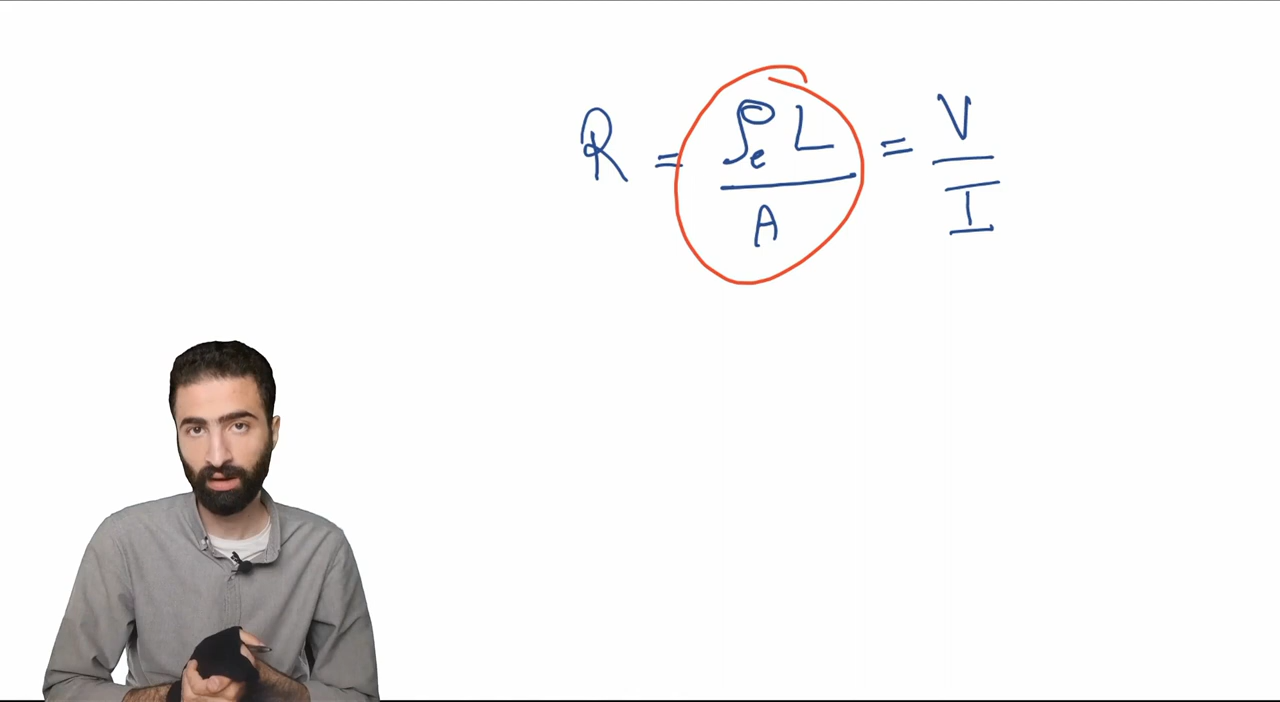 R = ρₑ L / A = V / I